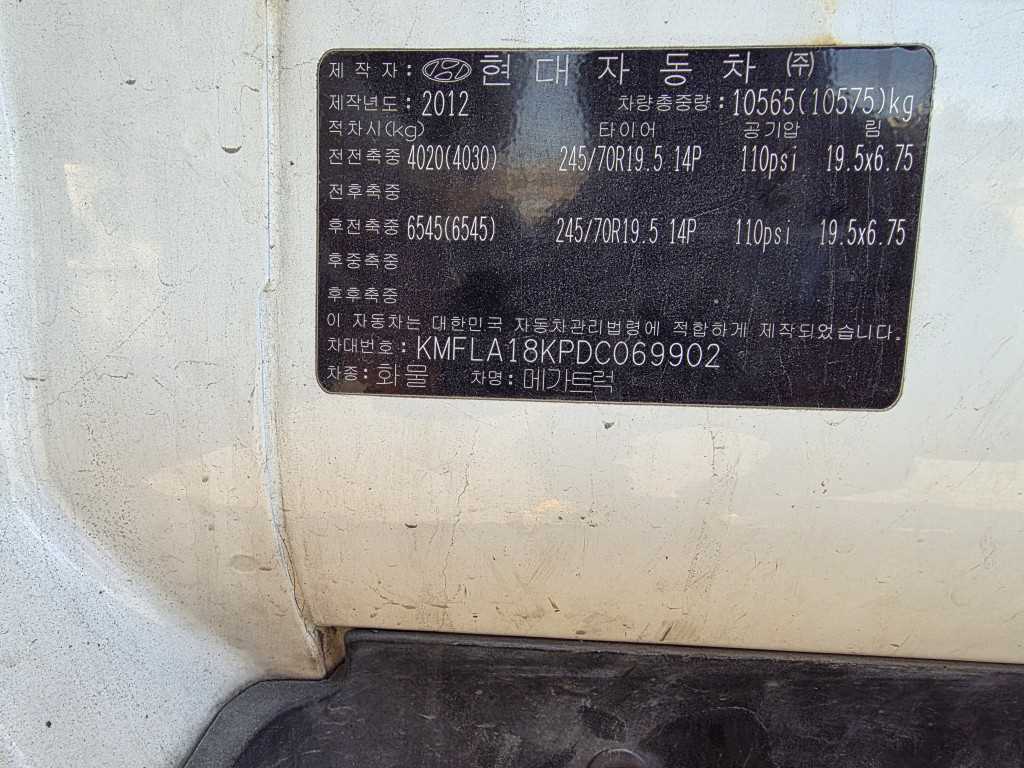 제작자: 현대자동차 ㈜
제작년도: 2012 차량총중량: 10565(10575)kg
적차시(kg) 타이어 공기압 림
전전축중 4020(4030) 245/70R19.5 14P 110psi 19.5x6.75
전후축중
후전축중 6545(6545) 245/70R19.5 14P 110psi 19.5x6.75
후중축중
후후축중
이 자동차는 대한민국 자동차관리법령에 적합하게 제작되었습니다.
차대번호: KMFLA18KPDC069902
차종: 화물 차명: 메가트럭